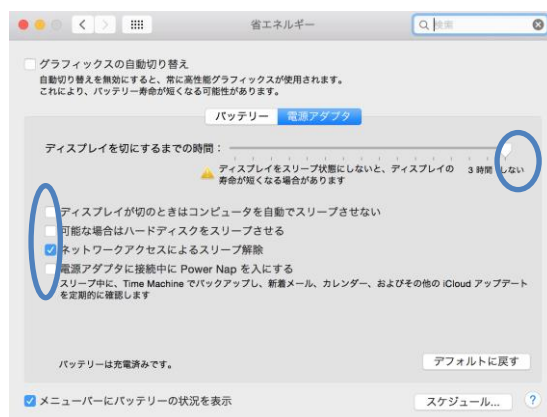 省エネルギー
検索
グラフィックスの自動切り替え
自動切り替えを無効にすると、常に高性能グラフィックスが使用されます。
これにより、バッテリー寿命が短くなる可能性があります。
バッテリー 電源アダプタ
ディスプレイを切にするまでの時間：
ディスプレイをスリープ状態にしないと、ディスプレイの 3 時間 しない
寿命が短くなる場合があります
ディスプレイが切のときはコンピュータを自動でスリープさせない
可能な場合はハードディスクをスリープさせる
ネットワークアクセスによるスリープ解除
電源アダプタに接続中に Power Nap を入にする
スリープ中に、Time Machine でバックアップし、新着メール、カレンダー、およびその他の iCloud アップデート
を定期的に確認します
バッテリーは充電済みです。
デフォルトに戻す
メニューバーにバッテリーの状況を表示
スケジュール... ?